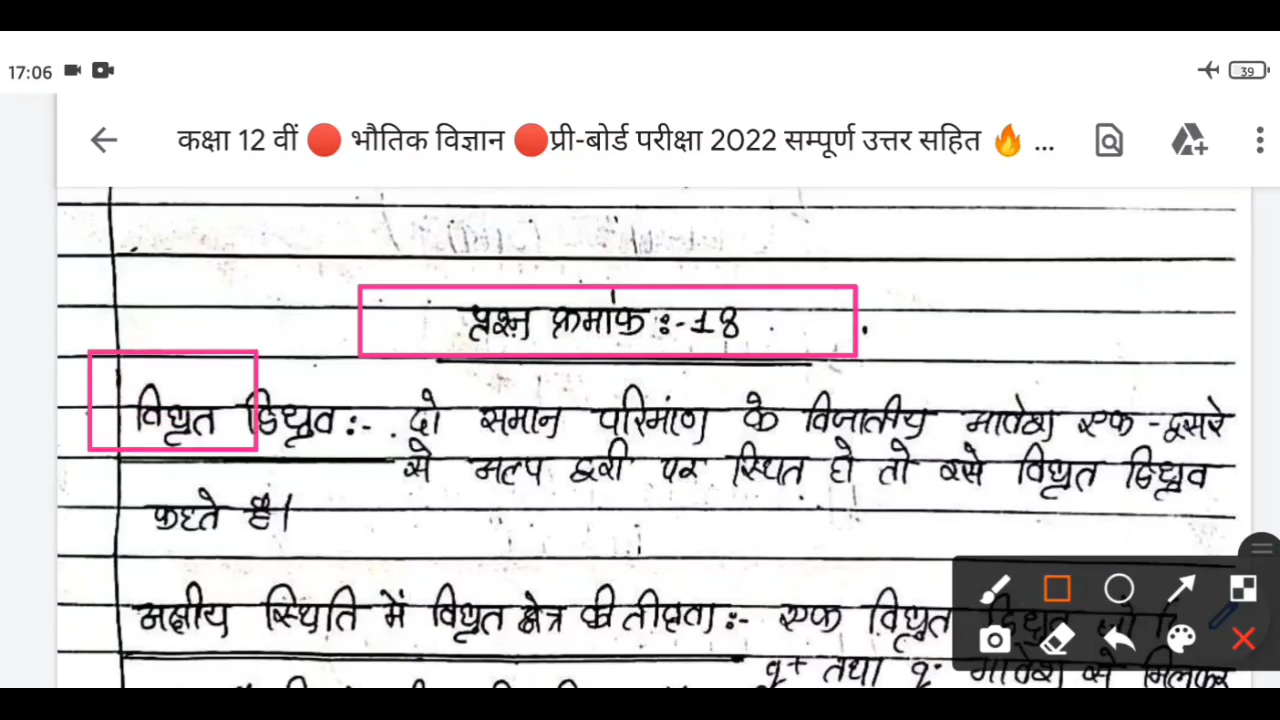 17:06
39
कक्षा 12 वीं 🔴 भौतिक विज्ञान 🔴प्री-बोर्ड परीक्षा 2022 सम्पूर्ण उत्तर सहित 🔥 ...
प्रश्न क्रमांक :- 18
विधुत द्विध्रुव :- दो समान परिमांण के विजातीय आवेश एक-दूसरे
से अल्प दूरी पर स्थित हो तो उसे विधुत द्विध्रुव
कहते है।
अक्षीय स्थिति में विधुत क्षेत्र की तीव्रता :- एक विधुत
q+ तथा q- आवेश से मिलकर